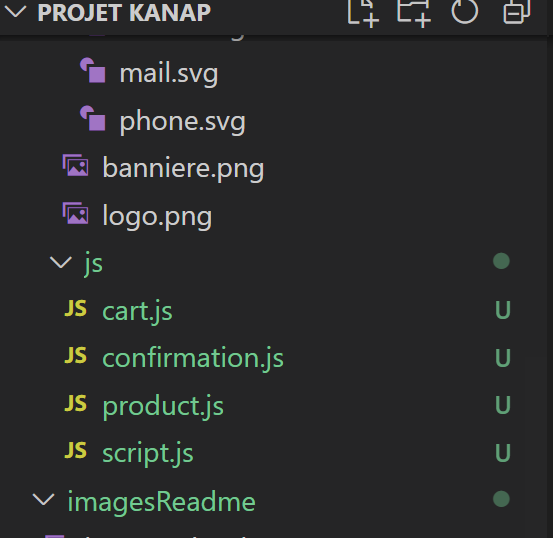 PROJET KANAP
mail.svg
phone.svg
banniere.png
logo.png
js
JS cart.js U
JS confirmation.js U
JS product.js U
JS script.js U
imagesReadme